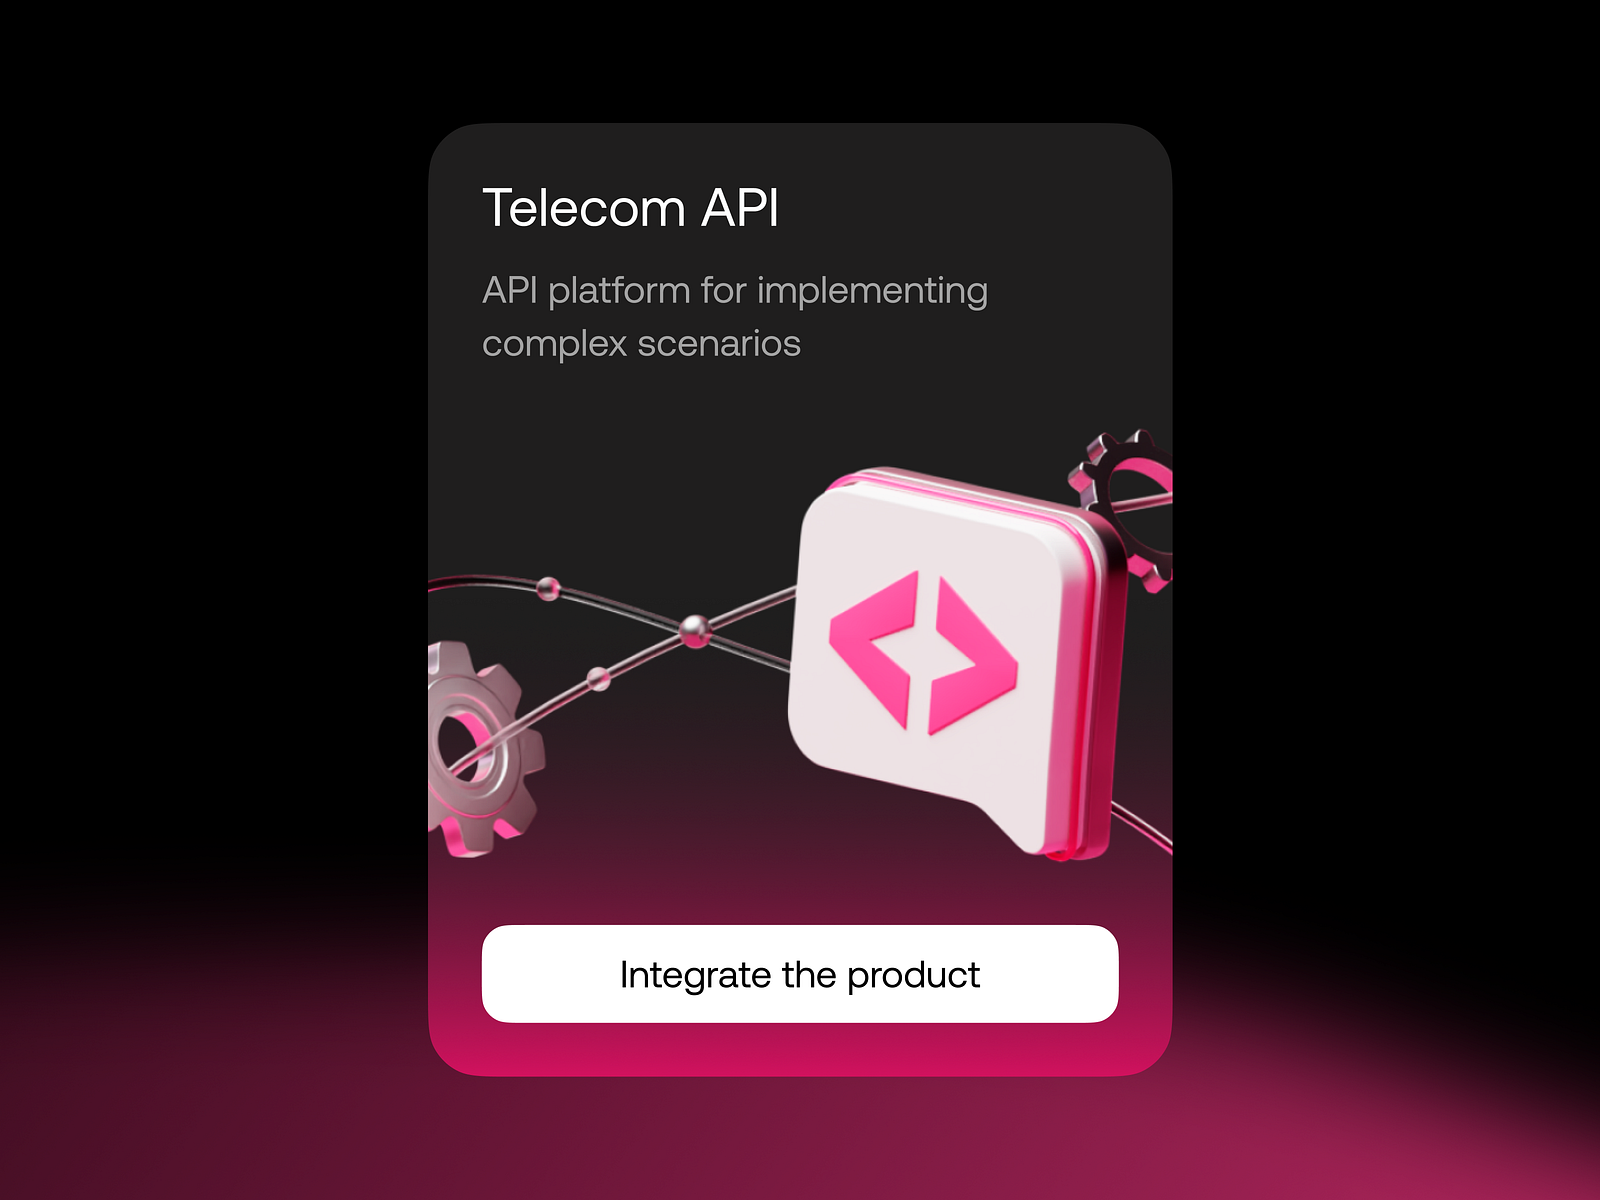 Telecom API
API platform for implementing
complex scenarios
Integrate the product